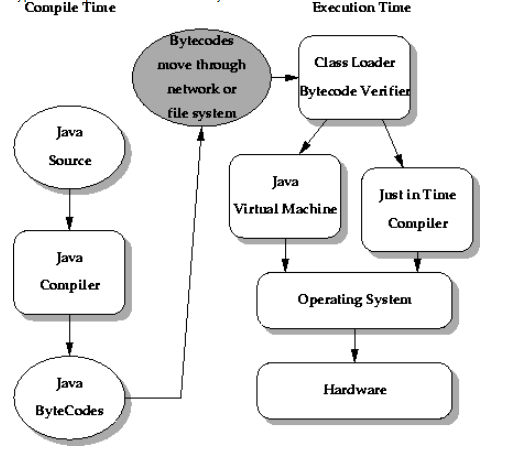 Compile Time
Execution Time
Bytecodes
move through
network or
file system
Class Loader
Bytecode Verifier
Java
Source
Java
Virtual Machine
Just in Time
Compiler
Java
Compiler
Operating System
Java
ByteCodes
Hardware